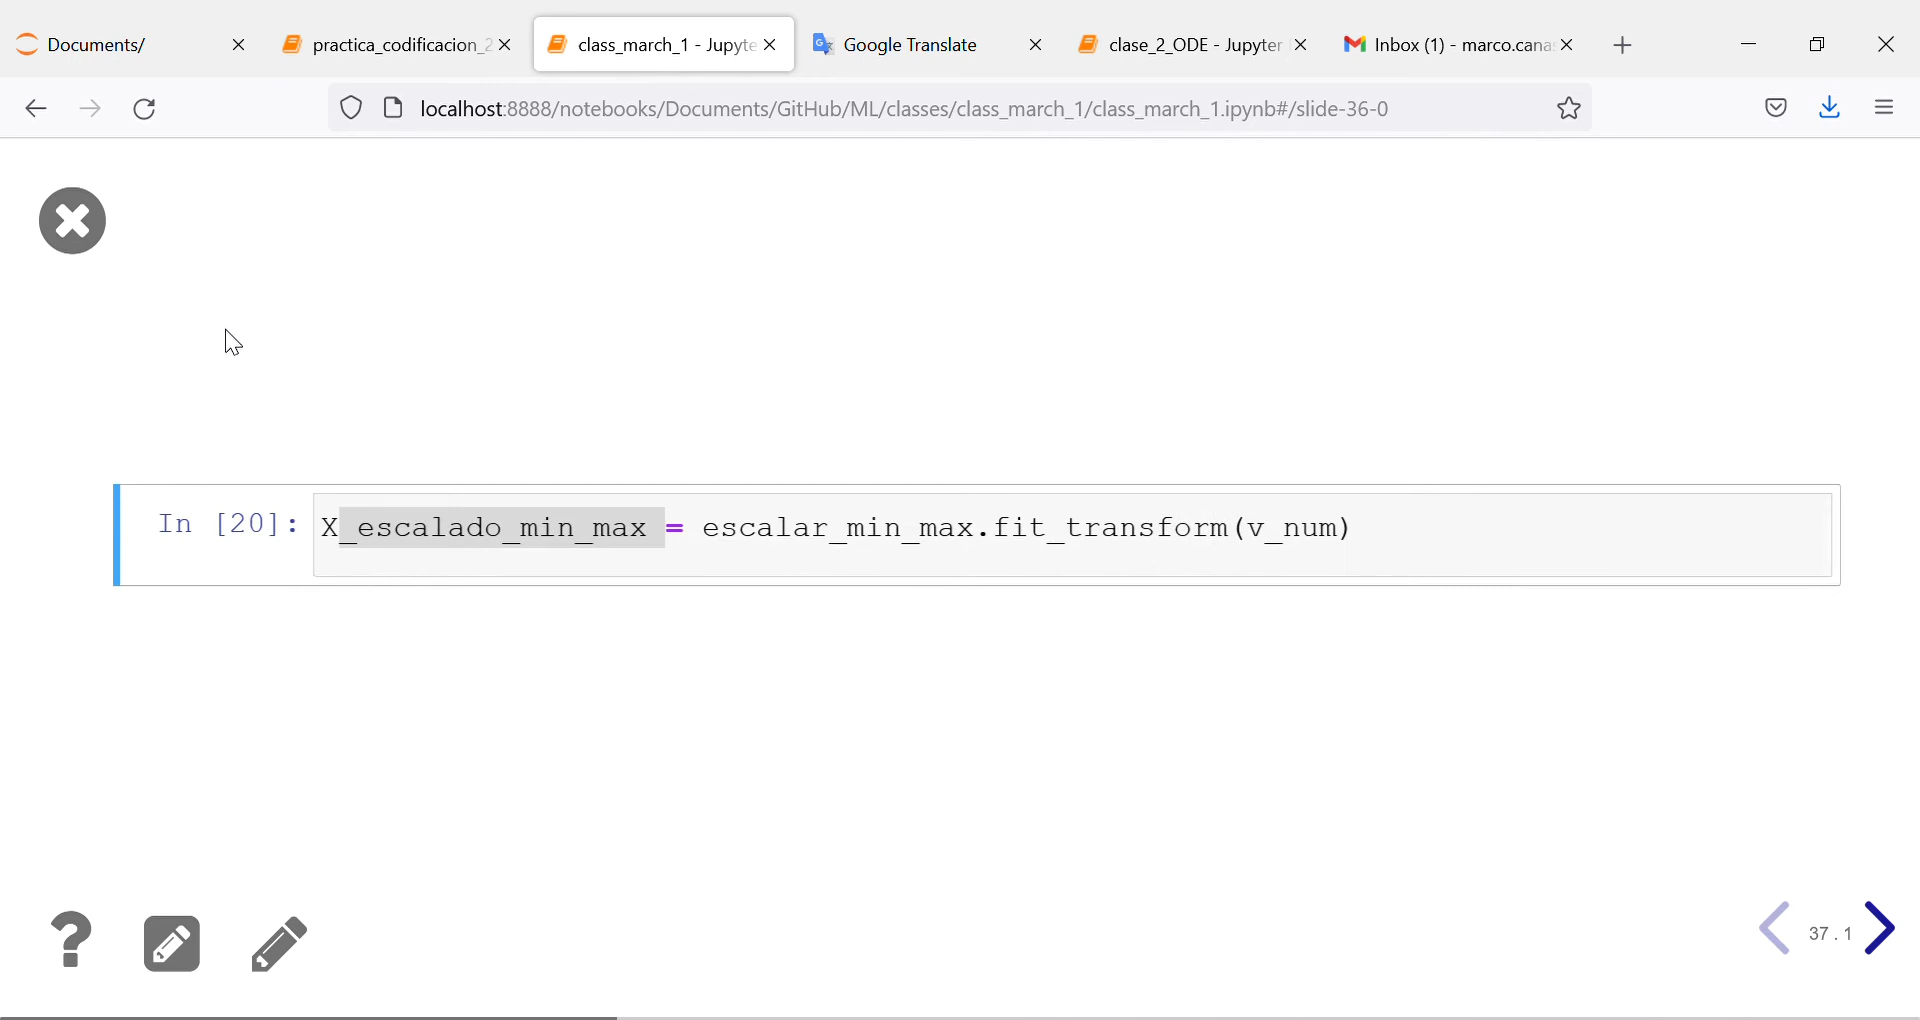 Documents/
practica_codificacion_2
class_march_1 - Jupyte
Google Translate
clase_2_ODE - Jupyter
Inbox (1) - marco.cana
localhost:8888/notebooks/Documents/GitHub/ML/classes/class_march_1/class_march_1.ipynb#/slide-36-0
In [20]: X_escalado_min_max = escalar_min_max.fit_transform(v_num)
37 . 1